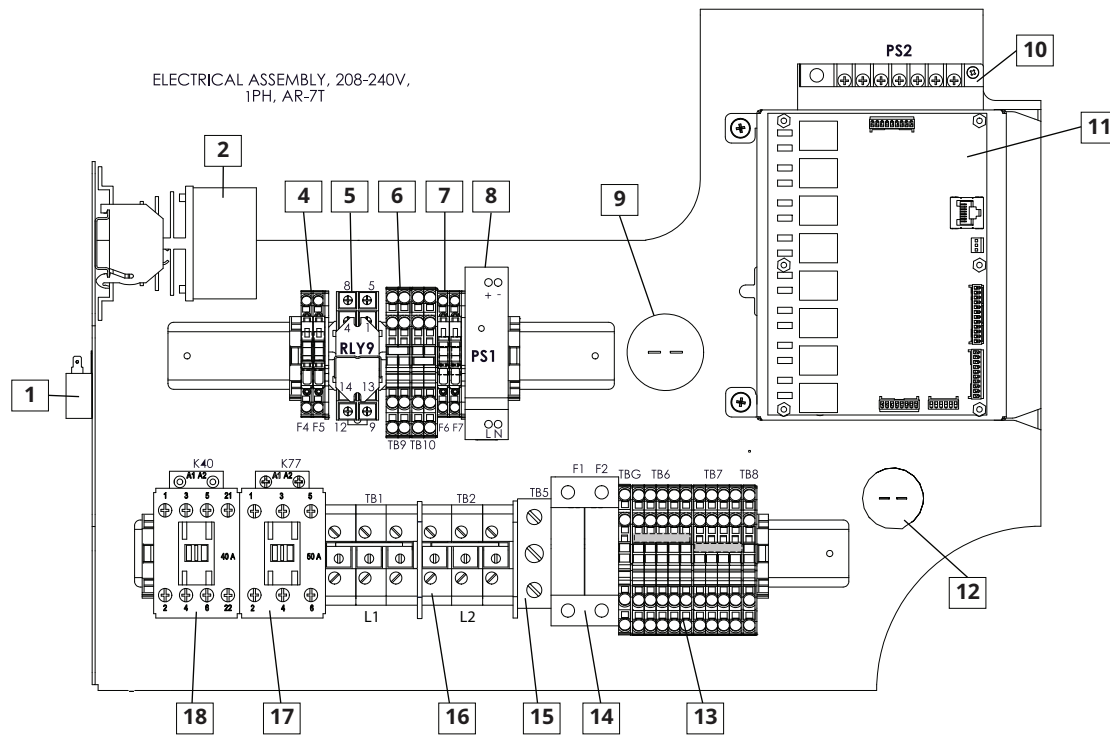 PS2
10
ELECTRICAL ASSEMBLY, 208-240V,
1PH, AR-7T
11
2
4
5
6
7
8
9
8 5
+ -
4 1
RLY9
PS1
14 13
1
F4 F5
12 9
F6 F7
L N
TB9 TB10
K40
K77
F1 F2
TBG TB6 TB7 TB8
A1 A2
A1 A2
1 3 5 21
1 3 5
TB1
TB2
TB5
40 A
50 A
12
2 4 6 22
2 4 6
L1
L2
18
17
16
15
14
13